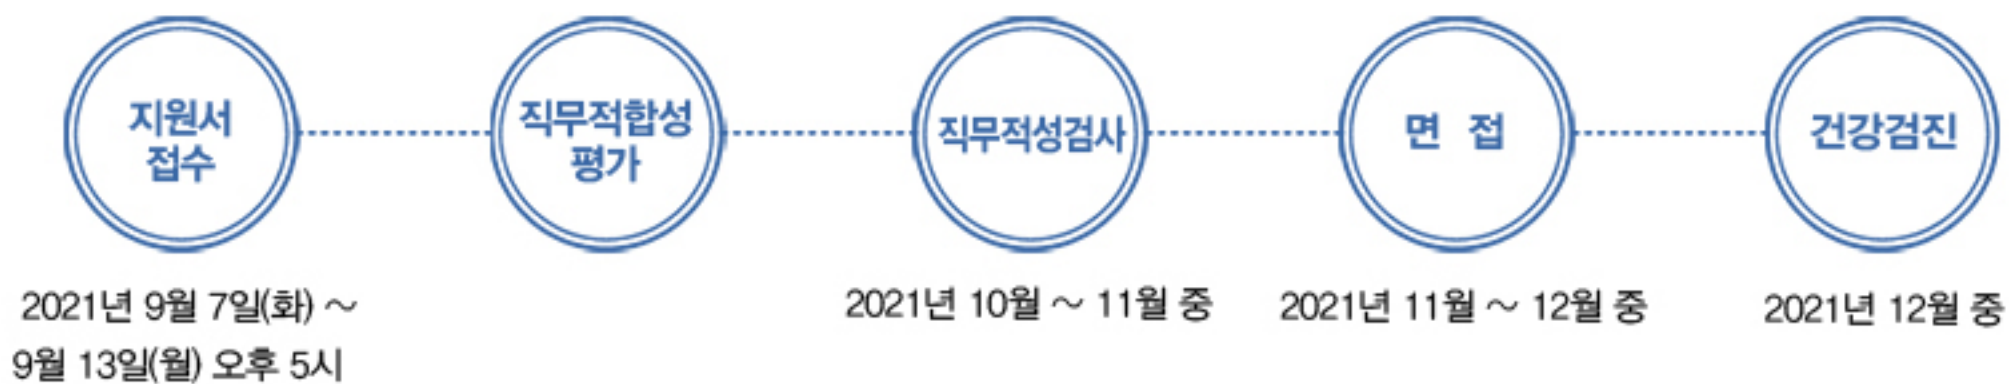 지원서
접수
직무적합성
평가
직무적성검사
면 접
건강검진
2021년 9월 7일(화) ~
9월 13일(월) 오후 5시
2021년 10월 ~ 11월 중
2021년 11월 ~ 12월 중
2021년 12월 중